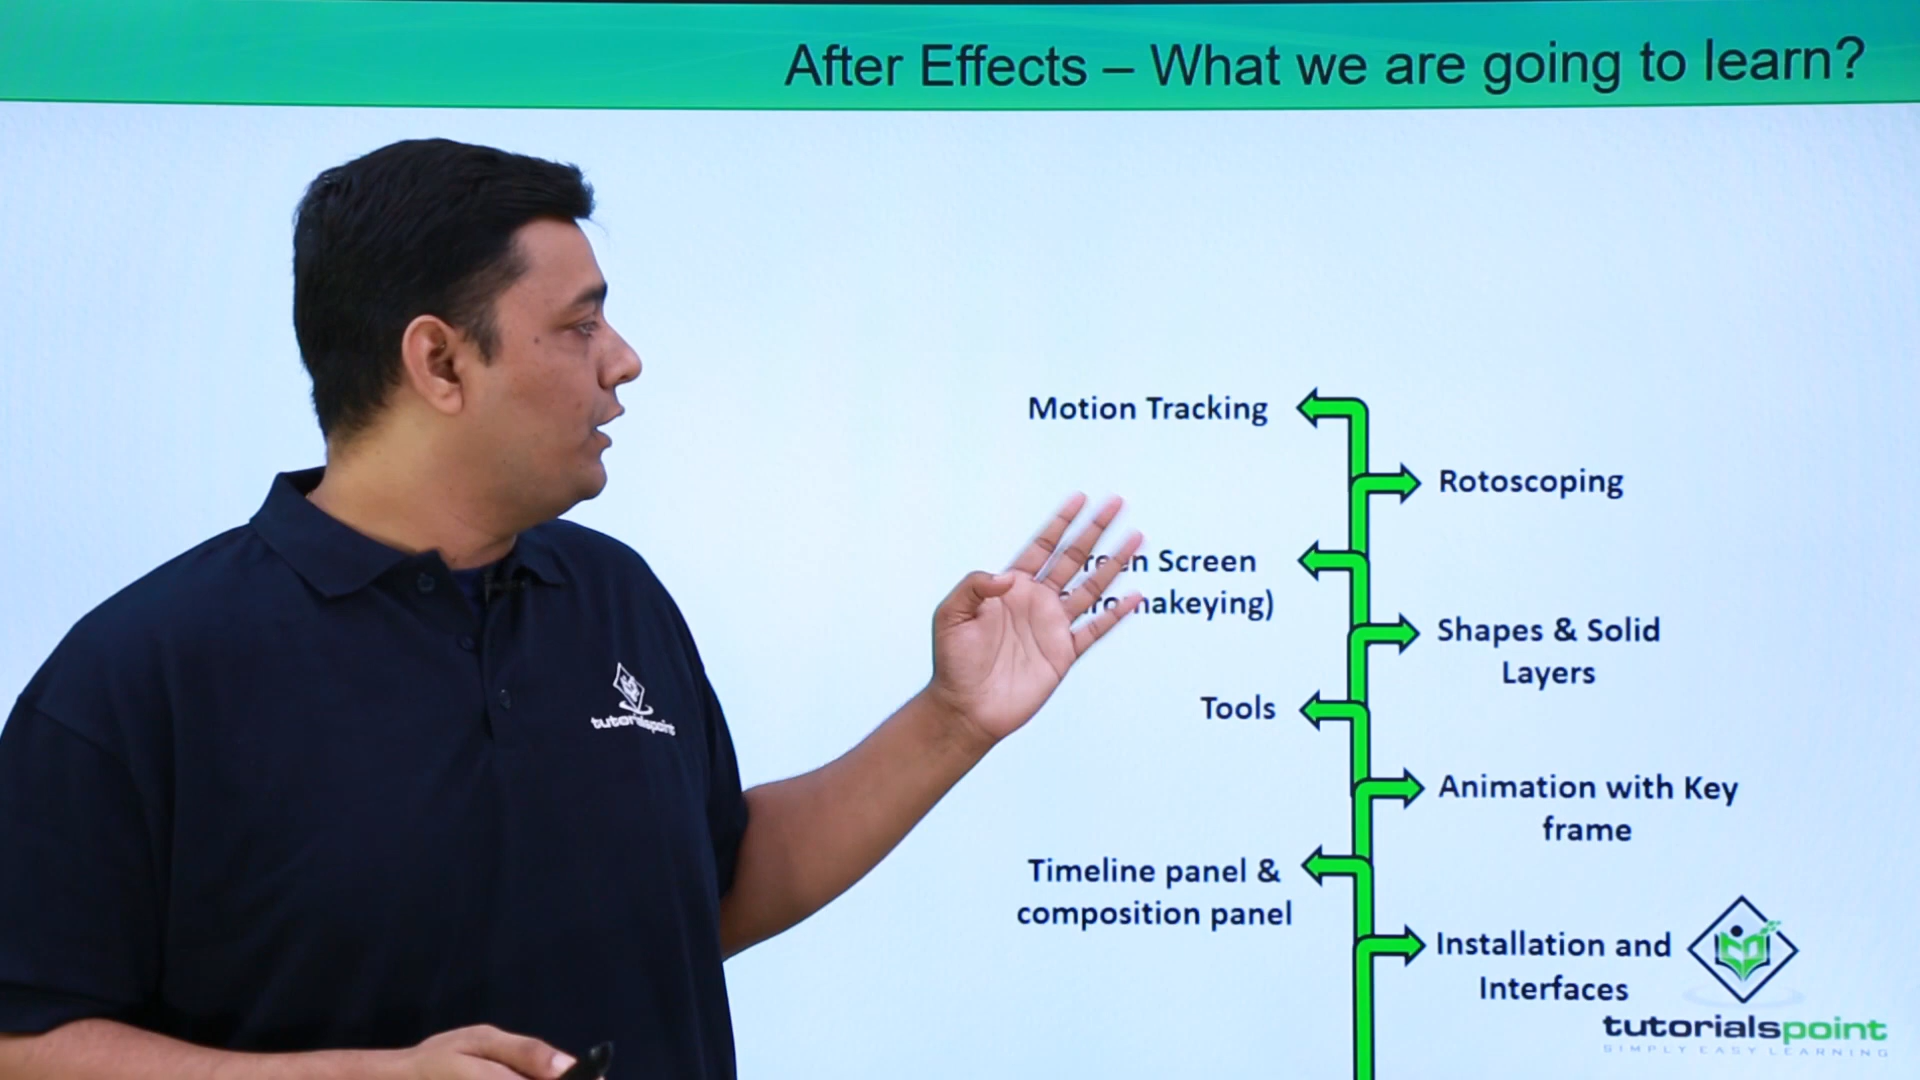 After Effects – What we are going to learn?
Motion Tracking
Rotoscoping
Screen
Shapes & Solid
Layers
Tools
Animation with Key
frame
Timeline panel &
composition panel
Installation and
Interfaces
tutorialspoint
SIMPLY EASY LEARNING
tutorialspoint